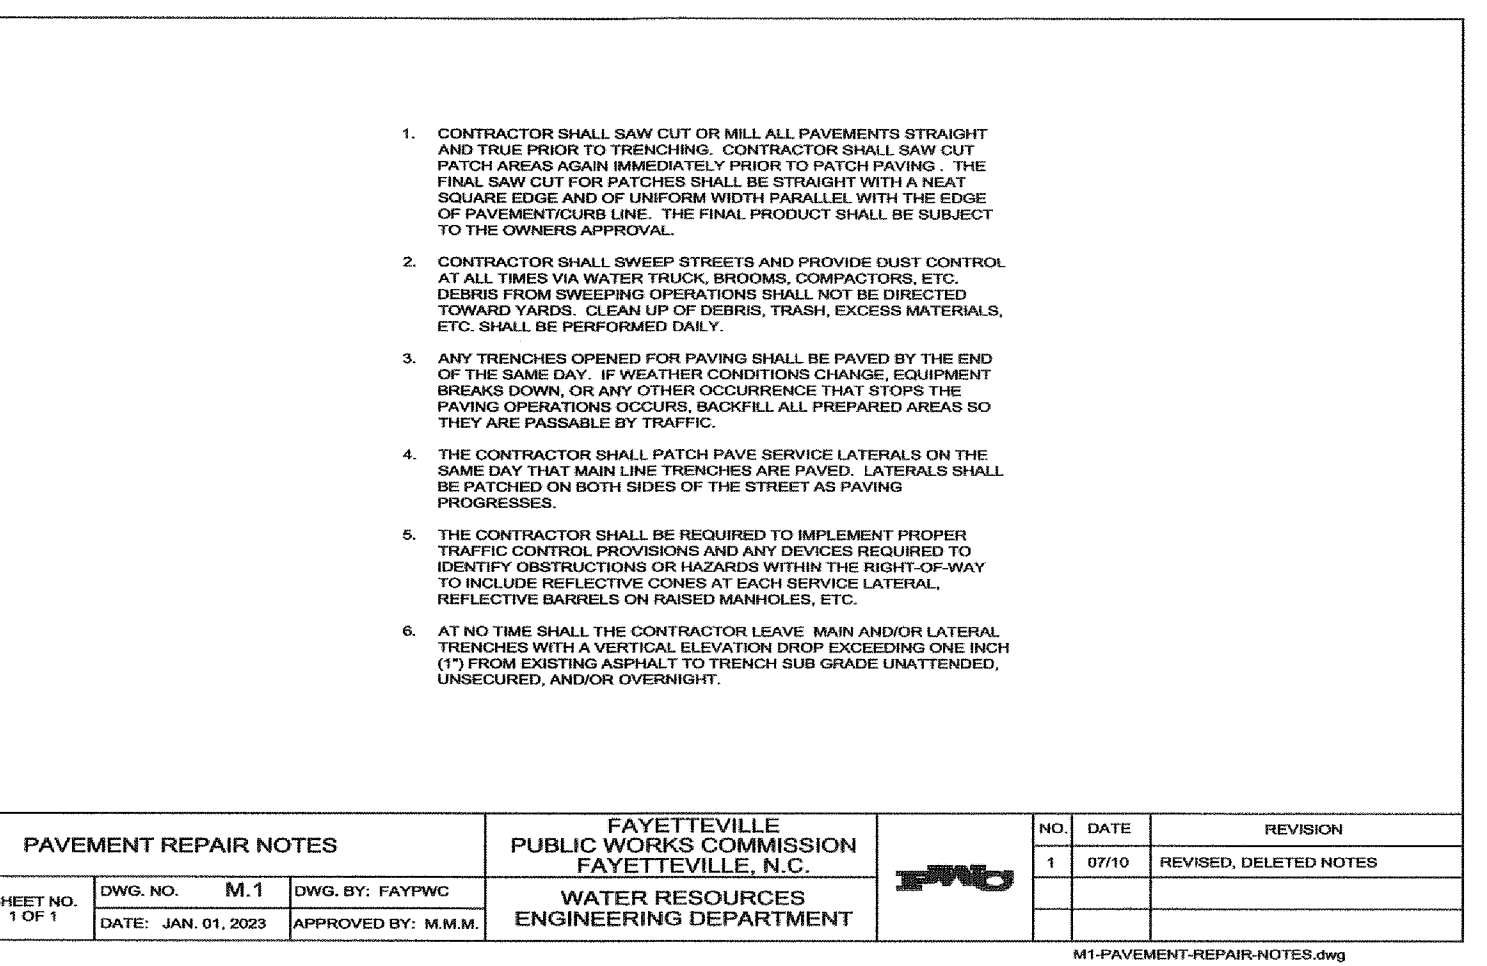 1. CONTRACTOR SHALL SAW CUT OR MILL ALL PAVEMENTS STRAIGHT
AND TRUE PRIOR TO TRENCHING. CONTRACTOR SHALL SAW CUT
PATCH AREAS AGAIN IMMEDIATELY PRIOR TO PATCH PAVING . THE
FINAL SAW CUT FOR PATCHES SHALL BE STRAIGHT WITH A NEAT
SQUARE EDGE AND OF UNIFORM WIDTH PARALLEL WITH THE EDGE
OF PAVEMENT/CURB LINE. THE FINAL PRODUCT SHALL BE SUBJECT
TO THE OWNERS APPROVAL.
2. CONTRACTOR SHALL SWEEP STREETS AND PROVIDE DUST CONTROL
AT ALL TIMES VIA WATER TRUCK, BROOMS, COMPACTORS, ETC.
DEBRIS FROM SWEEPING OPERATIONS SHALL NOT BE DIRECTED
TOWARD YARDS. CLEAN UP OF DEBRIS, TRASH, EXCESS MATERIALS,
ETC. SHALL BE PERFORMED DAILY.
3. ANY TRENCHES OPENED FOR PAVING SHALL BE PAVED BY THE END
OF THE SAME DAY. IF WEATHER CONDITIONS CHANGE, EQUIPMENT
BREAKS DOWN, OR ANY OTHER OCCURRENCE THAT STOPS THE
PAVING OPERATIONS OCCURS, BACKFILL ALL PREPARED AREAS SO
THEY ARE PASSABLE BY TRAFFIC.
4. THE CONTRACTOR SHALL PATCH PAVE SERVICE LATERALS ON THE
SAME DAY THAT MAIN LINE TRENCHES ARE PAVED. LATERALS SHALL
BE PATCHED ON BOTH SIDES OF THE STREET AS PAVING
PROGRESSES.
5. THE CONTRACTOR SHALL BE REQUIRED TO IMPLEMENT PROPER
TRAFFIC CONTROL PROVISIONS AND ANY DEVICES REQUIRED TO
IDENTIFY OBSTRUCTIONS OR HAZARDS WITHIN THE RIGHT-OF-WAY
TO INCLUDE REFLECTIVE CONES AT EACH SERVICE LATERAL,
REFLECTIVE BARRELS ON RAISED MANHOLES, ETC.
6. AT NO TIME SHALL THE CONTRACTOR LEAVE MAIN AND/OR LATERAL
TRENCHES WITH A VERTICAL ELEVATION DROP EXCEEDING ONE INCH
(1") FROM EXISTING ASPHALT TO TRENCH SUB GRADE UNATTENDED,
UNSECURED, AND/OR OVERNIGHT.
PAVEMENT REPAIR NOTES
HEET NO.
1 OF 1
DWG. NO. M.1
DWG. BY: FAYPWC
DATE: JAN. 01, 2023
APPROVED BY: M.M.M.
FAYETTEVILLE
PUBLIC WORKS COMMISSION
FAYETTEVILLE, N.C.
WATER RESOURCES
ENGINEERING DEPARTMENT
PWC
NO. DATE REVISION
1 07/10 REVISED, DELETED NOTES
M1-PAVEMENT-REPAIR-NOTES.dwg